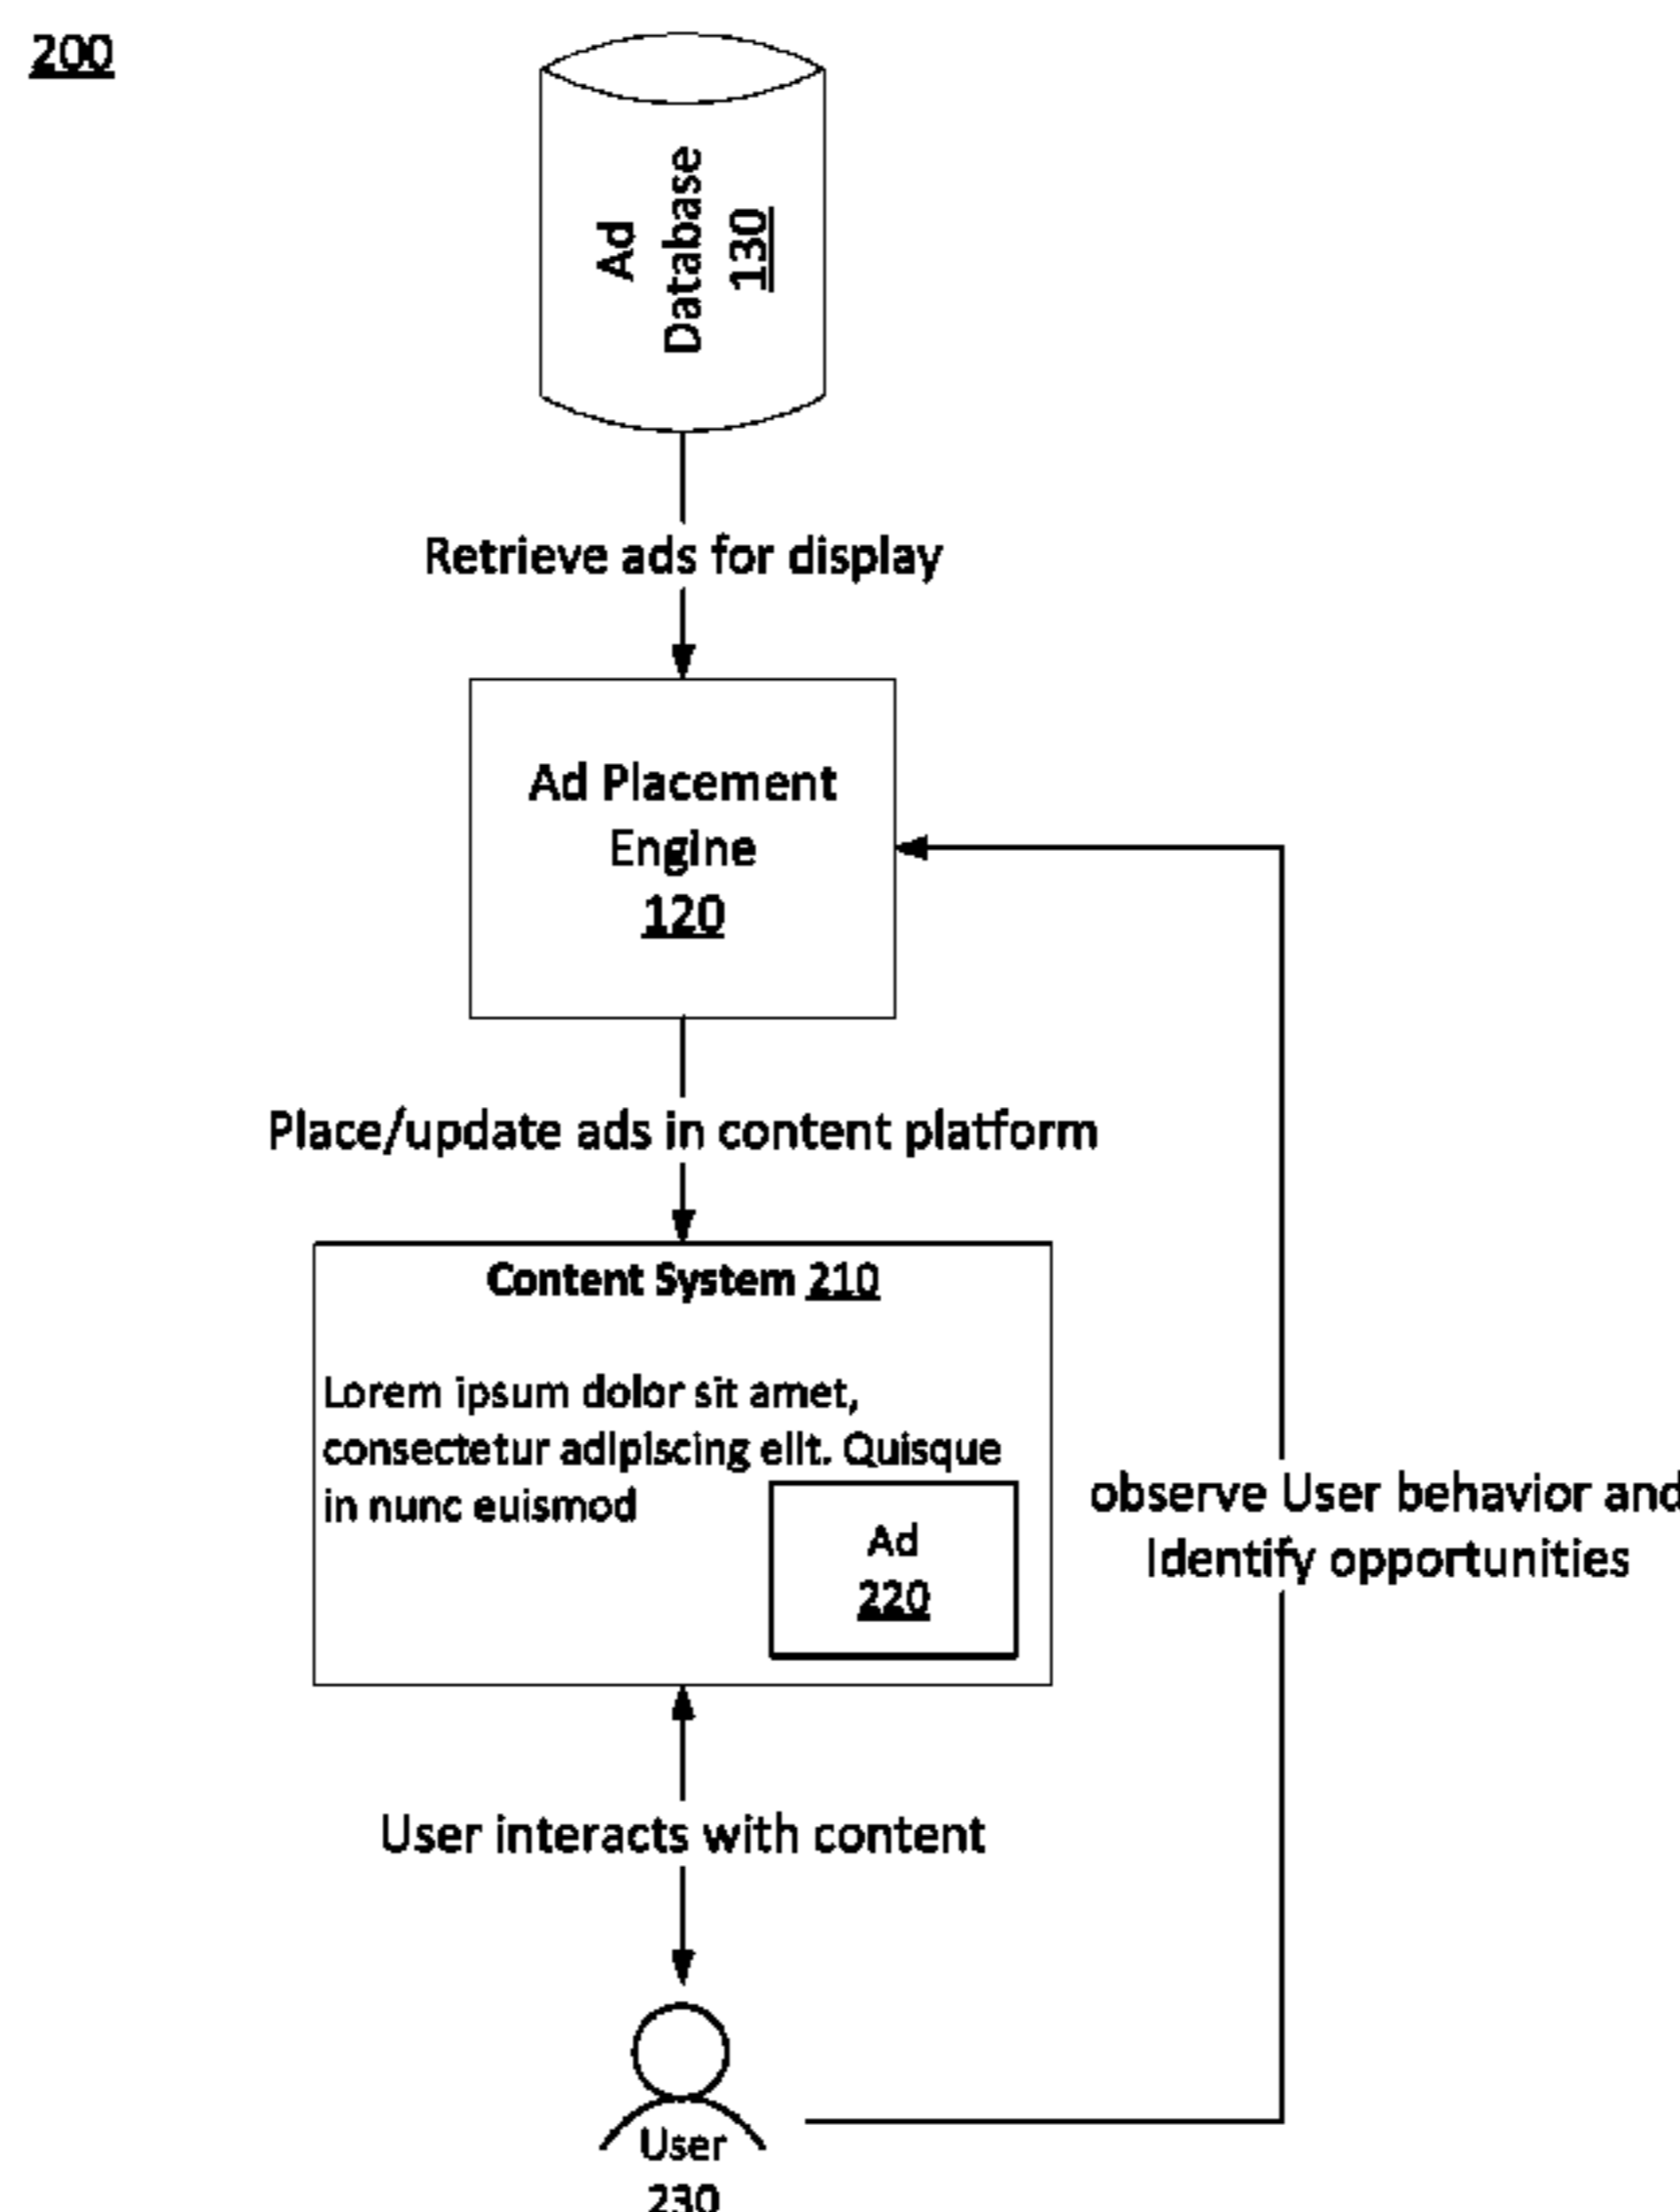 200
Ad
Database
130
Retrieve ads for display
Ad Placement
Engine
120
Place/update ads in content platform
Content System 210
Lorem ipsum dolor sit amet,
consectetur adipiscing elit. Quisque
in nunc euismod
Ad
220
observe User behavior and
Identify opportunities
User interacts with content
User
230